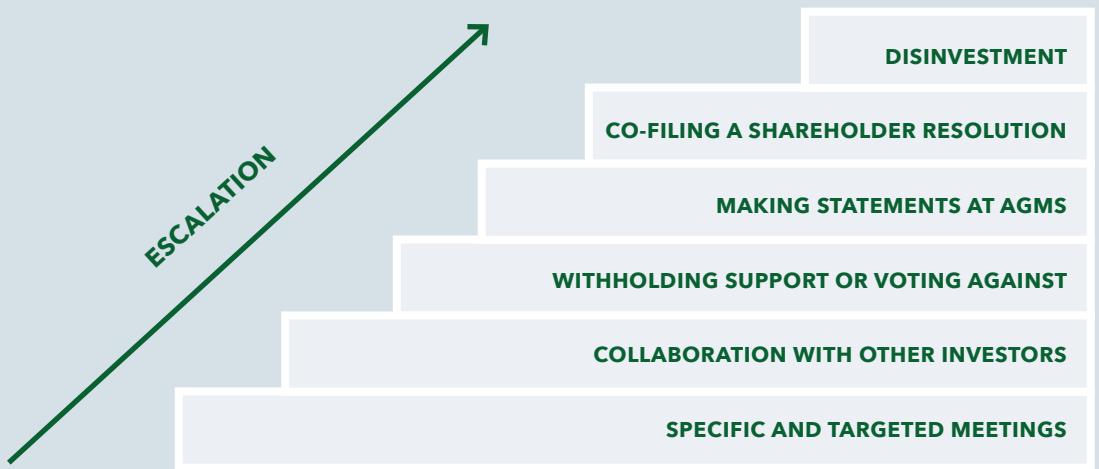 DISINVESTMENT
CO-FILING A SHAREHOLDER RESOLUTION
ESCALATION
MAKING STATEMENTS AT AGMS
WITHHOLDING SUPPORT OR VOTING AGAINST
COLLABORATION WITH OTHER INVESTORS
SPECIFIC AND TARGETED MEETINGS